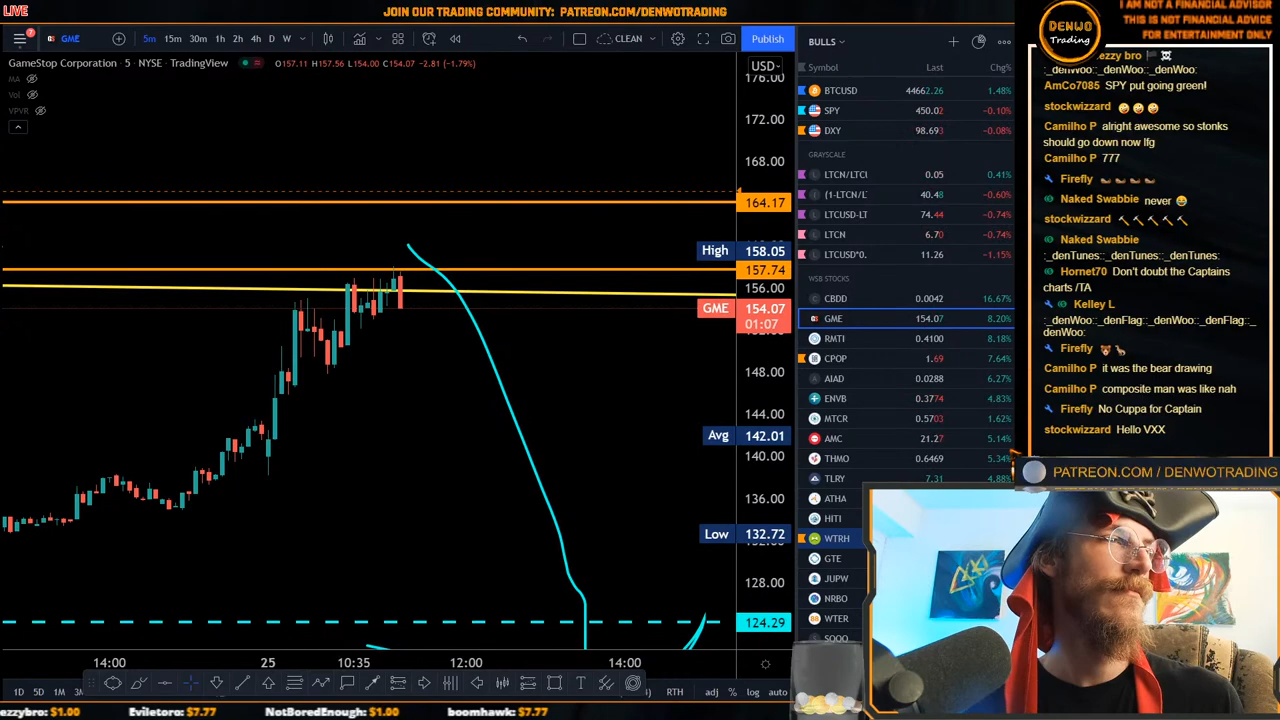 LIVE
JOIN OUR TRADING COMMUNITY: PATREON.COM/DENWOTRADING
I AM NOT A FINANCIAL ADVISOR
THIS IS NOT FINANCIAL ADVICE
FOR ENTERTAINMENT ONLY
DENWO
Trading
30
GME
5m 15m 30m 1h 2h 4h D W
CLEAN
Publish
BULLS
GameStop Corporation · 5 · NYSE · TradingView
O157.11 H157.56 L154.00 C154.07 -2.81 (-1.79%)
USD
MA
Vol
VPVR
176.00
172.00
168.00
164.17
High 158.05
157.74
156.00
GME 154.07
01:07
148.00
144.00
Avg 142.01
140.00
136.00
Low 132.72
128.00
124.29
14:00 25 10:35 12:00 14:00
1D 5D 1M
RTH adj % log auto
Symbol Last Chg%
BTCUSD 44662.26 1.48%
SPY 450.02 -0.10%
DXY 98.693 -0.08%
GRAYSCALE
LTCN/LTCU 0.05 0.41%
(1-LTCN/L 40.48 -0.60%
LTCUSD-LT 74.44 -0.74%
LTCN 6.70 -0.74%
LTCUSD*0. 11.26 -1.15%
WSB STOCKS
CBDD 0.0042 16.67%
GME 154.07 8.20%
RMTI 0.4100 8.18%
CPOP 1.69 7.64%
AIAD 0.0288 6.27%
ENVB 0.3774 4.83%
MTCR 0.5703 1.62%
AMC 21.27 5.14%
THMO 0.6469 5.34%
TLRY 7.31 4.88%
ATHA
HITI
WTRH
GTE
JUPW
NRBO
WTER
SOOO
ezzy bro
:_denWoo::_denWoo::_denWoo:
AmCo7085 SPY put going green!
stockwizzard
Camilho P alright awesome so stonks
should go down now lfg
Camilho P 777
Firefly
Naked Swabbie never
stockwizzard
Naked Swabbie
:_denTunes::_denTunes::_denTunes:
Hornet70 Don't doubt the Captains
charts /TA
Kelley L
:_denWoo::_denFlag::_denWoo::_denFlag::_
denWoo:
Firefly
Camilho P it was the bear drawing
Camilho P composite man was like nah
Firefly No Cuppa for Captain
stockwizzard Hello VXX
PATREON.COM / DENWOTRADING
ezzybro: $1.00 Eviletoro: $7.77 NotBoredEnough: $1.00 boomhawk: $7.77